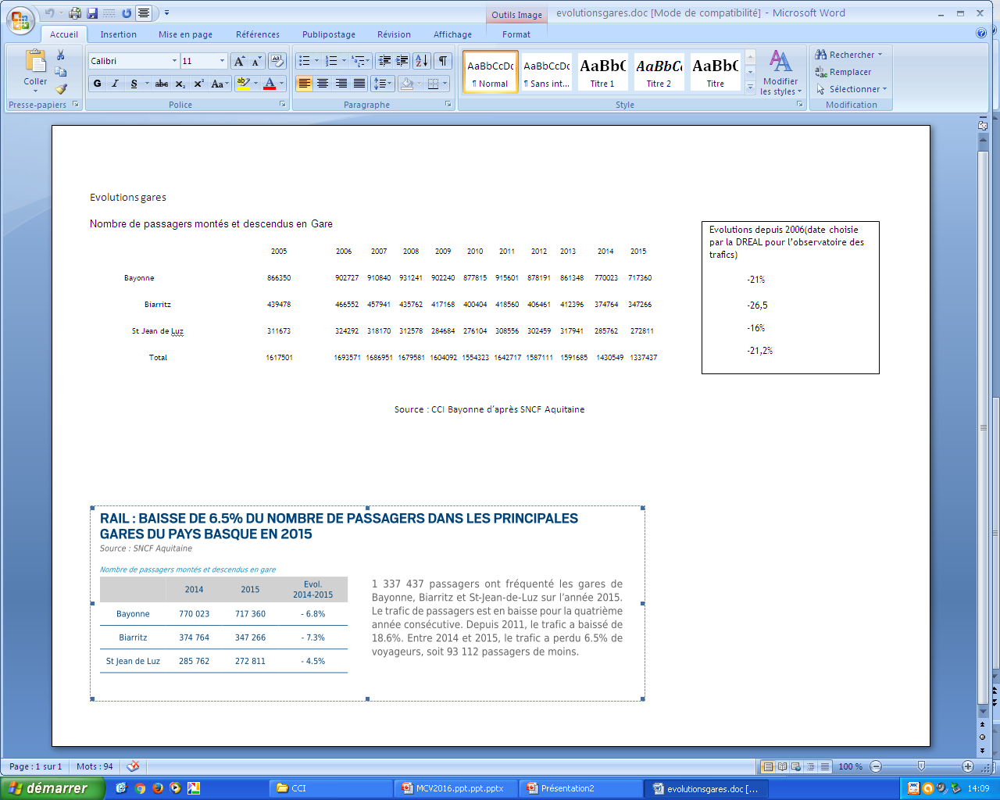 Outils Image
evolutionsgares.doc [Mode de compatibilité] - Microsoft Word
Accueil Insertion Mise en page Références Publipostage Révision Affichage Format
Coller
Calibri 11
G I S abc X₂ X² Aa
AaBbCcDc AaBbCcDc AaBbC AaBbCc AaBbC
¶ Normal ¶ Sans int... Titre 1 Titre 2 Titre
Modifier les styles
Rechercher
Remplacer
Sélectionner
Presse-papiers Police Paragraphe Style Modification
Evolutions gares
Nombre de passagers montés et descendus en Gare
2005 2006 2007 2008 2009 2010 2011 2012 2013 2014 2015
Bayonne 866350 902727 910840 931241 902240 877815 915601 878191 861348 770023 717360
Biarritz 439478 466552 457941 435762 417168 400404 418560 406461 412396 374764 347266
St Jean de Luz 311673 324292 318170 312578 284684 276104 308556 302459 317941 285762 272811
Total 1617501 1693571 1686951 1679581 1604092 1554323 1642717 1587111 1591685 1430549 1337437
Evolutions depuis 2006(date choisie
par la DREAL pour l'observatoire des
trafics)
-21%
-26,5
-16%
-21,2%
Source : CCI Bayonne d'après SNCF Aquitaine
RAIL : BAISSE DE 6.5% DU NOMBRE DE PASSAGERS DANS LES PRINCIPALES
GARES DU PAYS BASQUE EN 2015
Source : SNCF Aquitaine
Nombre de passagers montés et descendus en gare
2014 2015 Evol. 2014-2015
Bayonne 770 023 717 360 - 6.8%
Biarritz 374 764 347 266 - 7.3%
St Jean de Luz 285 762 272 811 - 4.5%
1 337 437 passagers ont fréquenté les gares de
Bayonne, Biarritz et St-Jean-de-Luz sur l'année 2015.
Le trafic de passagers est en baisse pour la quatrième
année consécutive. Depuis 2011, le trafic a baissé de
18.6%. Entre 2014 et 2015, le trafic a perdu 6.5% de
voyageurs, soit 93 112 passagers de moins.
Page : 1 sur 1 Mots : 94 100 %
démarrer CCI MCV2016.ppt.ppt.pptx Présentation2 evolutionsgares.doc [... 14:09